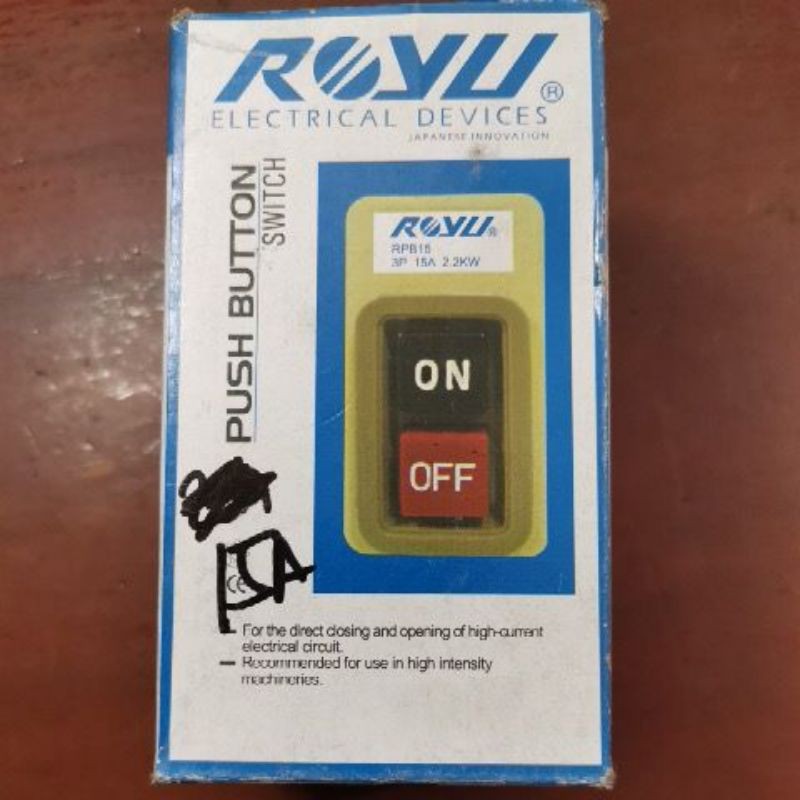 ROYU®
ELECTRICAL DEVICES
JAPANESE INNOVATION
PUSH BUTTON
SWITCH
ROYU®
RPB15
3P 15A 2.2KW
ON
OFF
15A
CE
For the direct closing and opening of high-current
electrical circuit.
Recommended for use in high intensity
machineries.